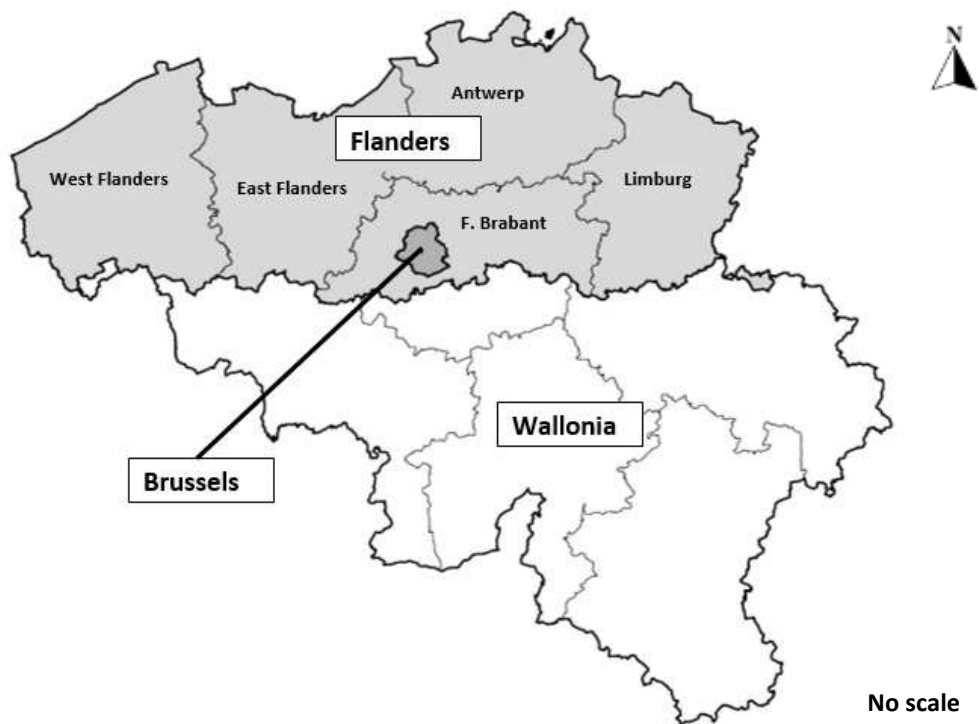 N
Antwerp
Flanders
West Flanders
East Flanders
Limburg
F. Brabant
Wallonia
Brussels
No scale